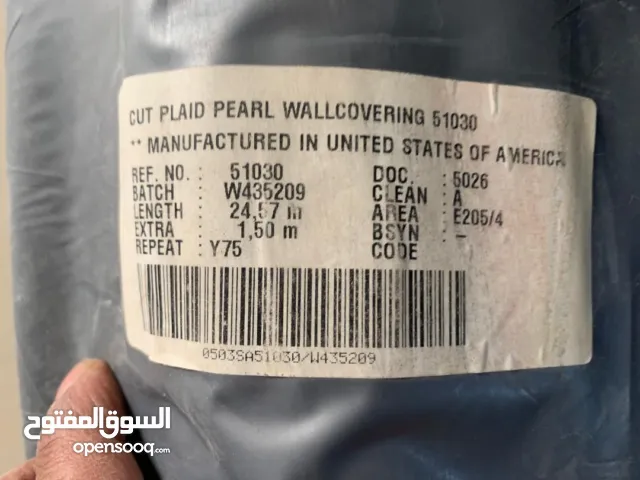 CUT PLAID PEARL WALLCOVERING 51030
** MANUFACTURED IN UNITED STATES OF AMERICA
REF. NO. : 51030 DOC. : 5026
BATCH : W435209 CLEAN : A
LENGTH : 24,57 m AREA : E205/4
EXTRA : 1,50 m BSYN : –
REPEAT : Y75 CODE
0503SA51030/W435209
السوق المفتوح
opensooq.com